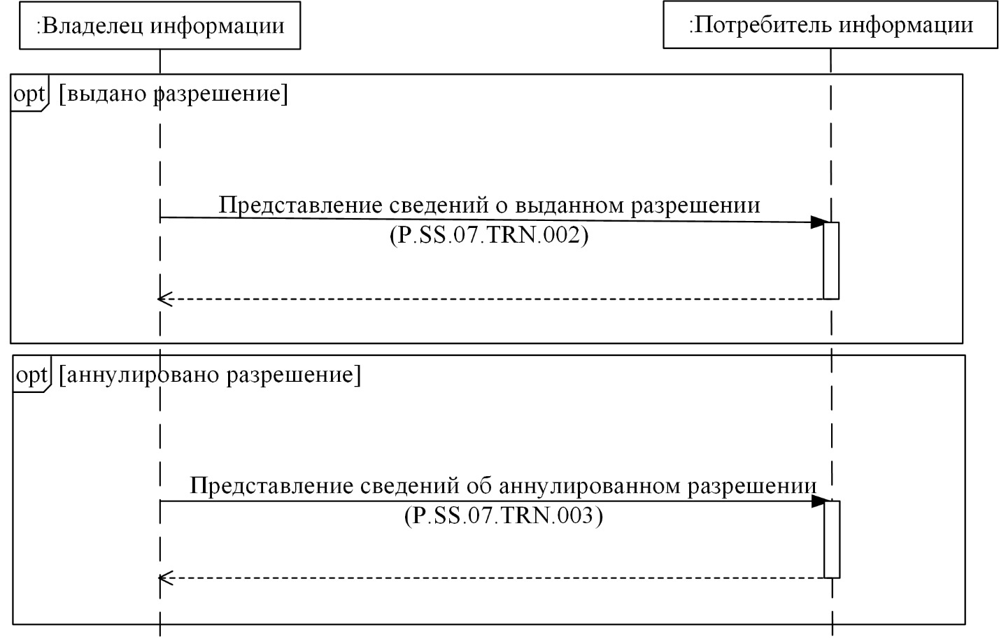 :Владелец информации
:Потребитель информации
opt [выдано разрешение]
Представление сведений о выданном разрешении
(P.SS.07.TRN.002)
opt [аннулировано разрешение]
Представление сведений об аннулированном разрешении
(P.SS.07.TRN.003)